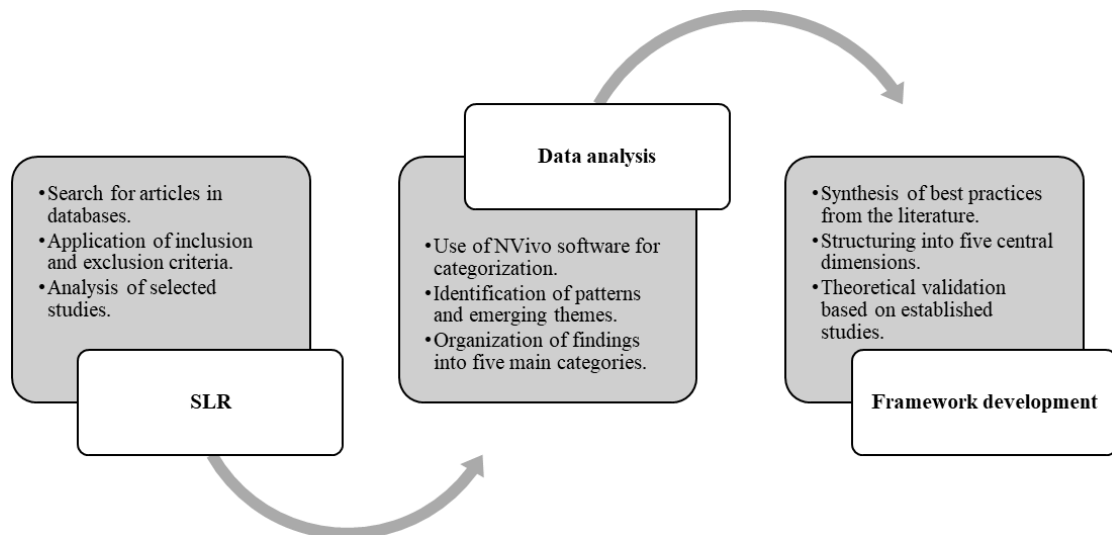 •Search for articles in
databases.
•Application of inclusion
and exclusion criteria.
•Analysis of selected
studies.
SLR
Data analysis
•Use of NVivo software for
categorization.
•Identification of patterns
and emerging themes.
•Organization of findings
into five main categories.
•Synthesis of best practices
from the literature.
•Structuring into five central
dimensions.
•Theoretical validation
based on established
studies.
Framework development